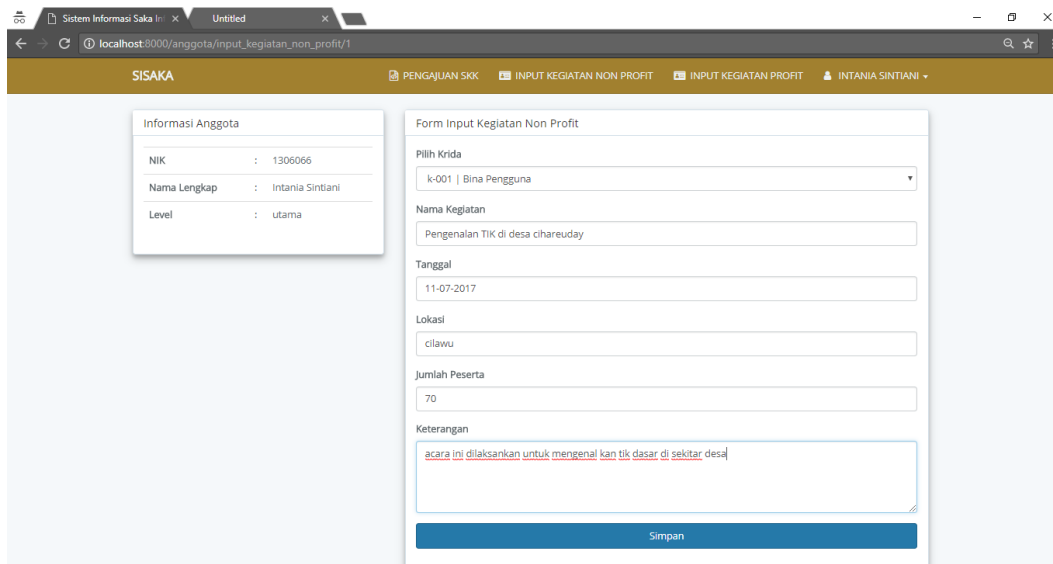 Sistem Informasi Saka In
Untitled
localhost:8000/anggota/input_kegiatan_non_profit/1
SISAKA
PENGAJUAN SKK
INPUT KEGIATAN NON PROFIT
INPUT KEGIATAN PROFIT
INTANIA SINTIANI
Informasi Anggota
NIK : 1306066
Nama Lengkap : Intania Sintiani
Level : utama
Form Input Kegiatan Non Profit
Pilih Krida
k-001 | Bina Pengguna
Nama Kegiatan
Pengenalan TIK di desa cihareuday
Tanggal
11-07-2017
Lokasi
cilawu
Jumlah Peserta
70
Keterangan
acara ini dilaksankan untuk mengenal kan tik dasar di sekitar desa
Simpan